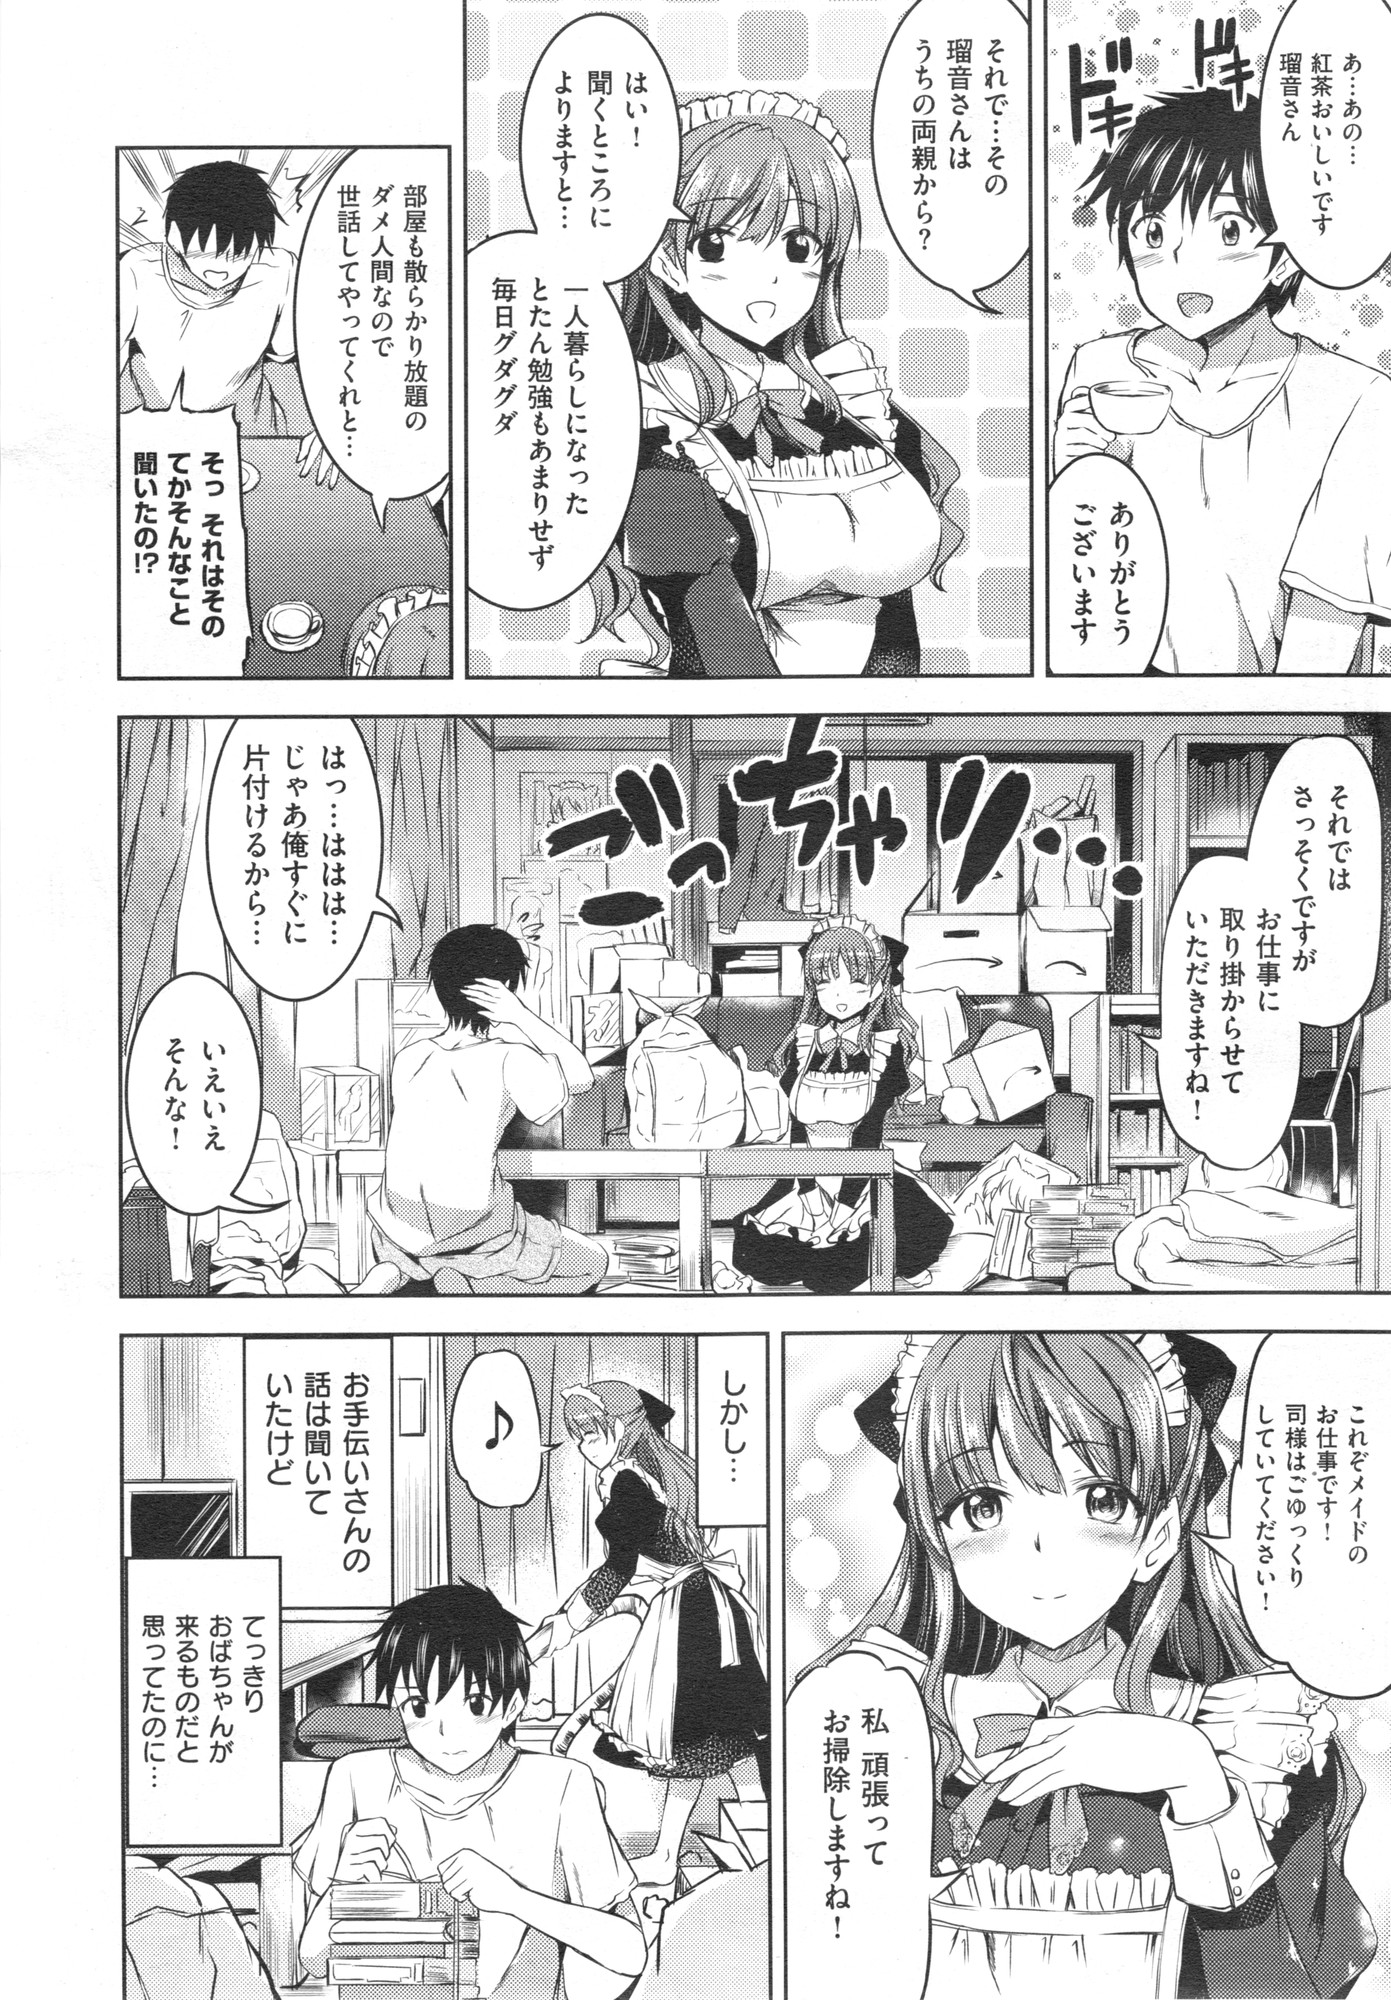 あ…あの…
紅茶おいしいです
瑠音さん
ドキ
ドキ
ありがとう
ございます
それで…その
瑠音さんは
うちの両親から?
はい!
聞くところに
よりますと…
一人暮らしになった
とたん勉強もあまりせず
毎日グダグダ
部屋も散らかり放題の
ダメ人間なので
世話してやってくれと…
そっ それはその
てかそんなこと
聞いたの!?
それでは
さっそくですが
お仕事に
取り掛からせて
いただきますね!
ごっちゃり…
はっ…ははは…
じゃあ俺すぐに
片付けるから…
いえいえ
そんな!
これぞメイドの
お仕事です!
司様はごゆっくり
していてください!
私 頑張って
お掃除しますね!
しかし…
♪
お手伝いさんの
話は聞いて
いたけど
てっきり
おばちゃんが
来るものだと
思ってたのに…